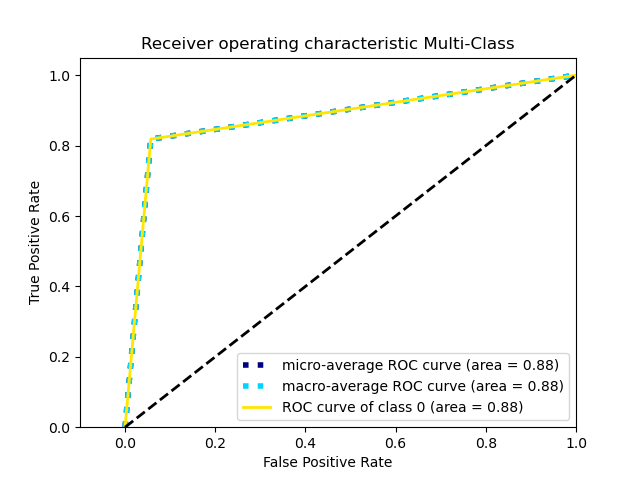 Receiver operating characteristic Multi-Class
1.0
0.8
0.6
0.4
0.2
0.0
True Positive Rate
micro-average ROC curve (area = 0.88)
macro-average ROC curve (area = 0.88)
ROC curve of class 0 (area = 0.88)
0.0 0.2 0.4 0.6 0.8 1.0
False Positive Rate